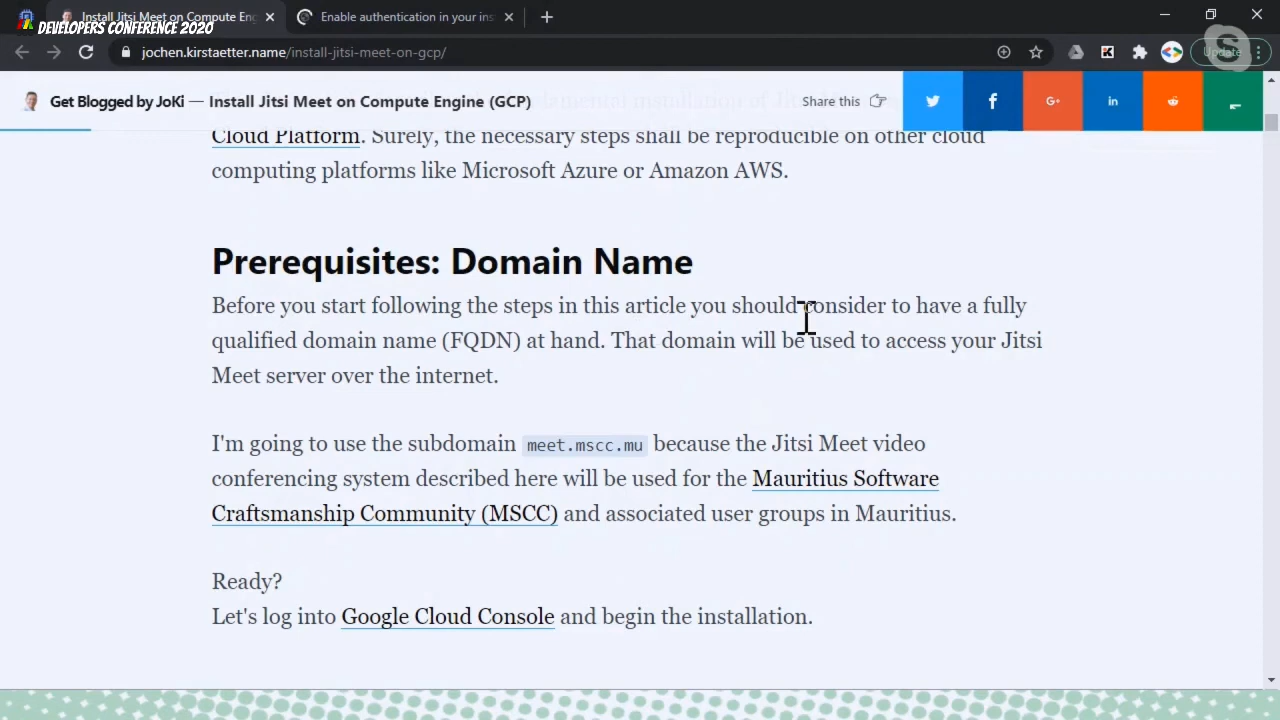 Install Jitsi Meet on Compute Eng
Enable authentication in your ins
DEVELOPERS CONFERENCE 2020
jochen.kirstaetter.name/install-jitsi-meet-on-gcp/
Update
Get Blogged by JoKi — Install Jitsi Meet on Compute Engine (GCP)
Share this
f
G+
in
Cloud Platform. Surely, the necessary steps shall be reproducible on other cloud
computing platforms like Microsoft Azure or Amazon AWS.
Prerequisites: Domain Name
Before you start following the steps in this article you should consider to have a fully
qualified domain name (FQDN) at hand. That domain will be used to access your Jitsi
Meet server over the internet.
I'm going to use the subdomain meet.mscc.mu because the Jitsi Meet video
conferencing system described here will be used for the Mauritius Software
Craftsmanship Community (MSCC) and associated user groups in Mauritius.
Ready?
Let's log into Google Cloud Console and begin the installation.